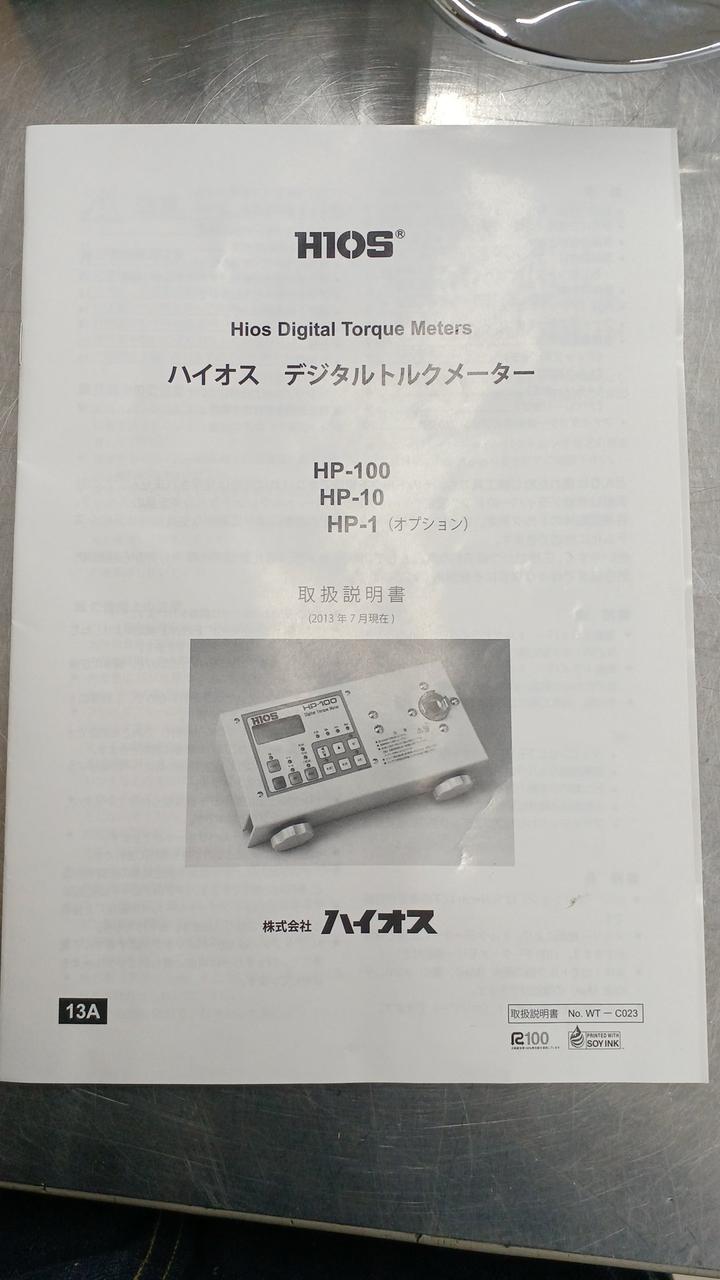 HIOS®
Hios Digital Torque Meters
ハイオス デジタルトルクメーター
HP-100
HP-10
HP-1（オプション）
取扱説明書
(2013 年 7 月現在)
HIOS
HP-100
Digital Torque Meter
株式会社 ハイオス
13A
取扱説明書 No. WT － C023
R100
PRINTED WITH
SOY INK